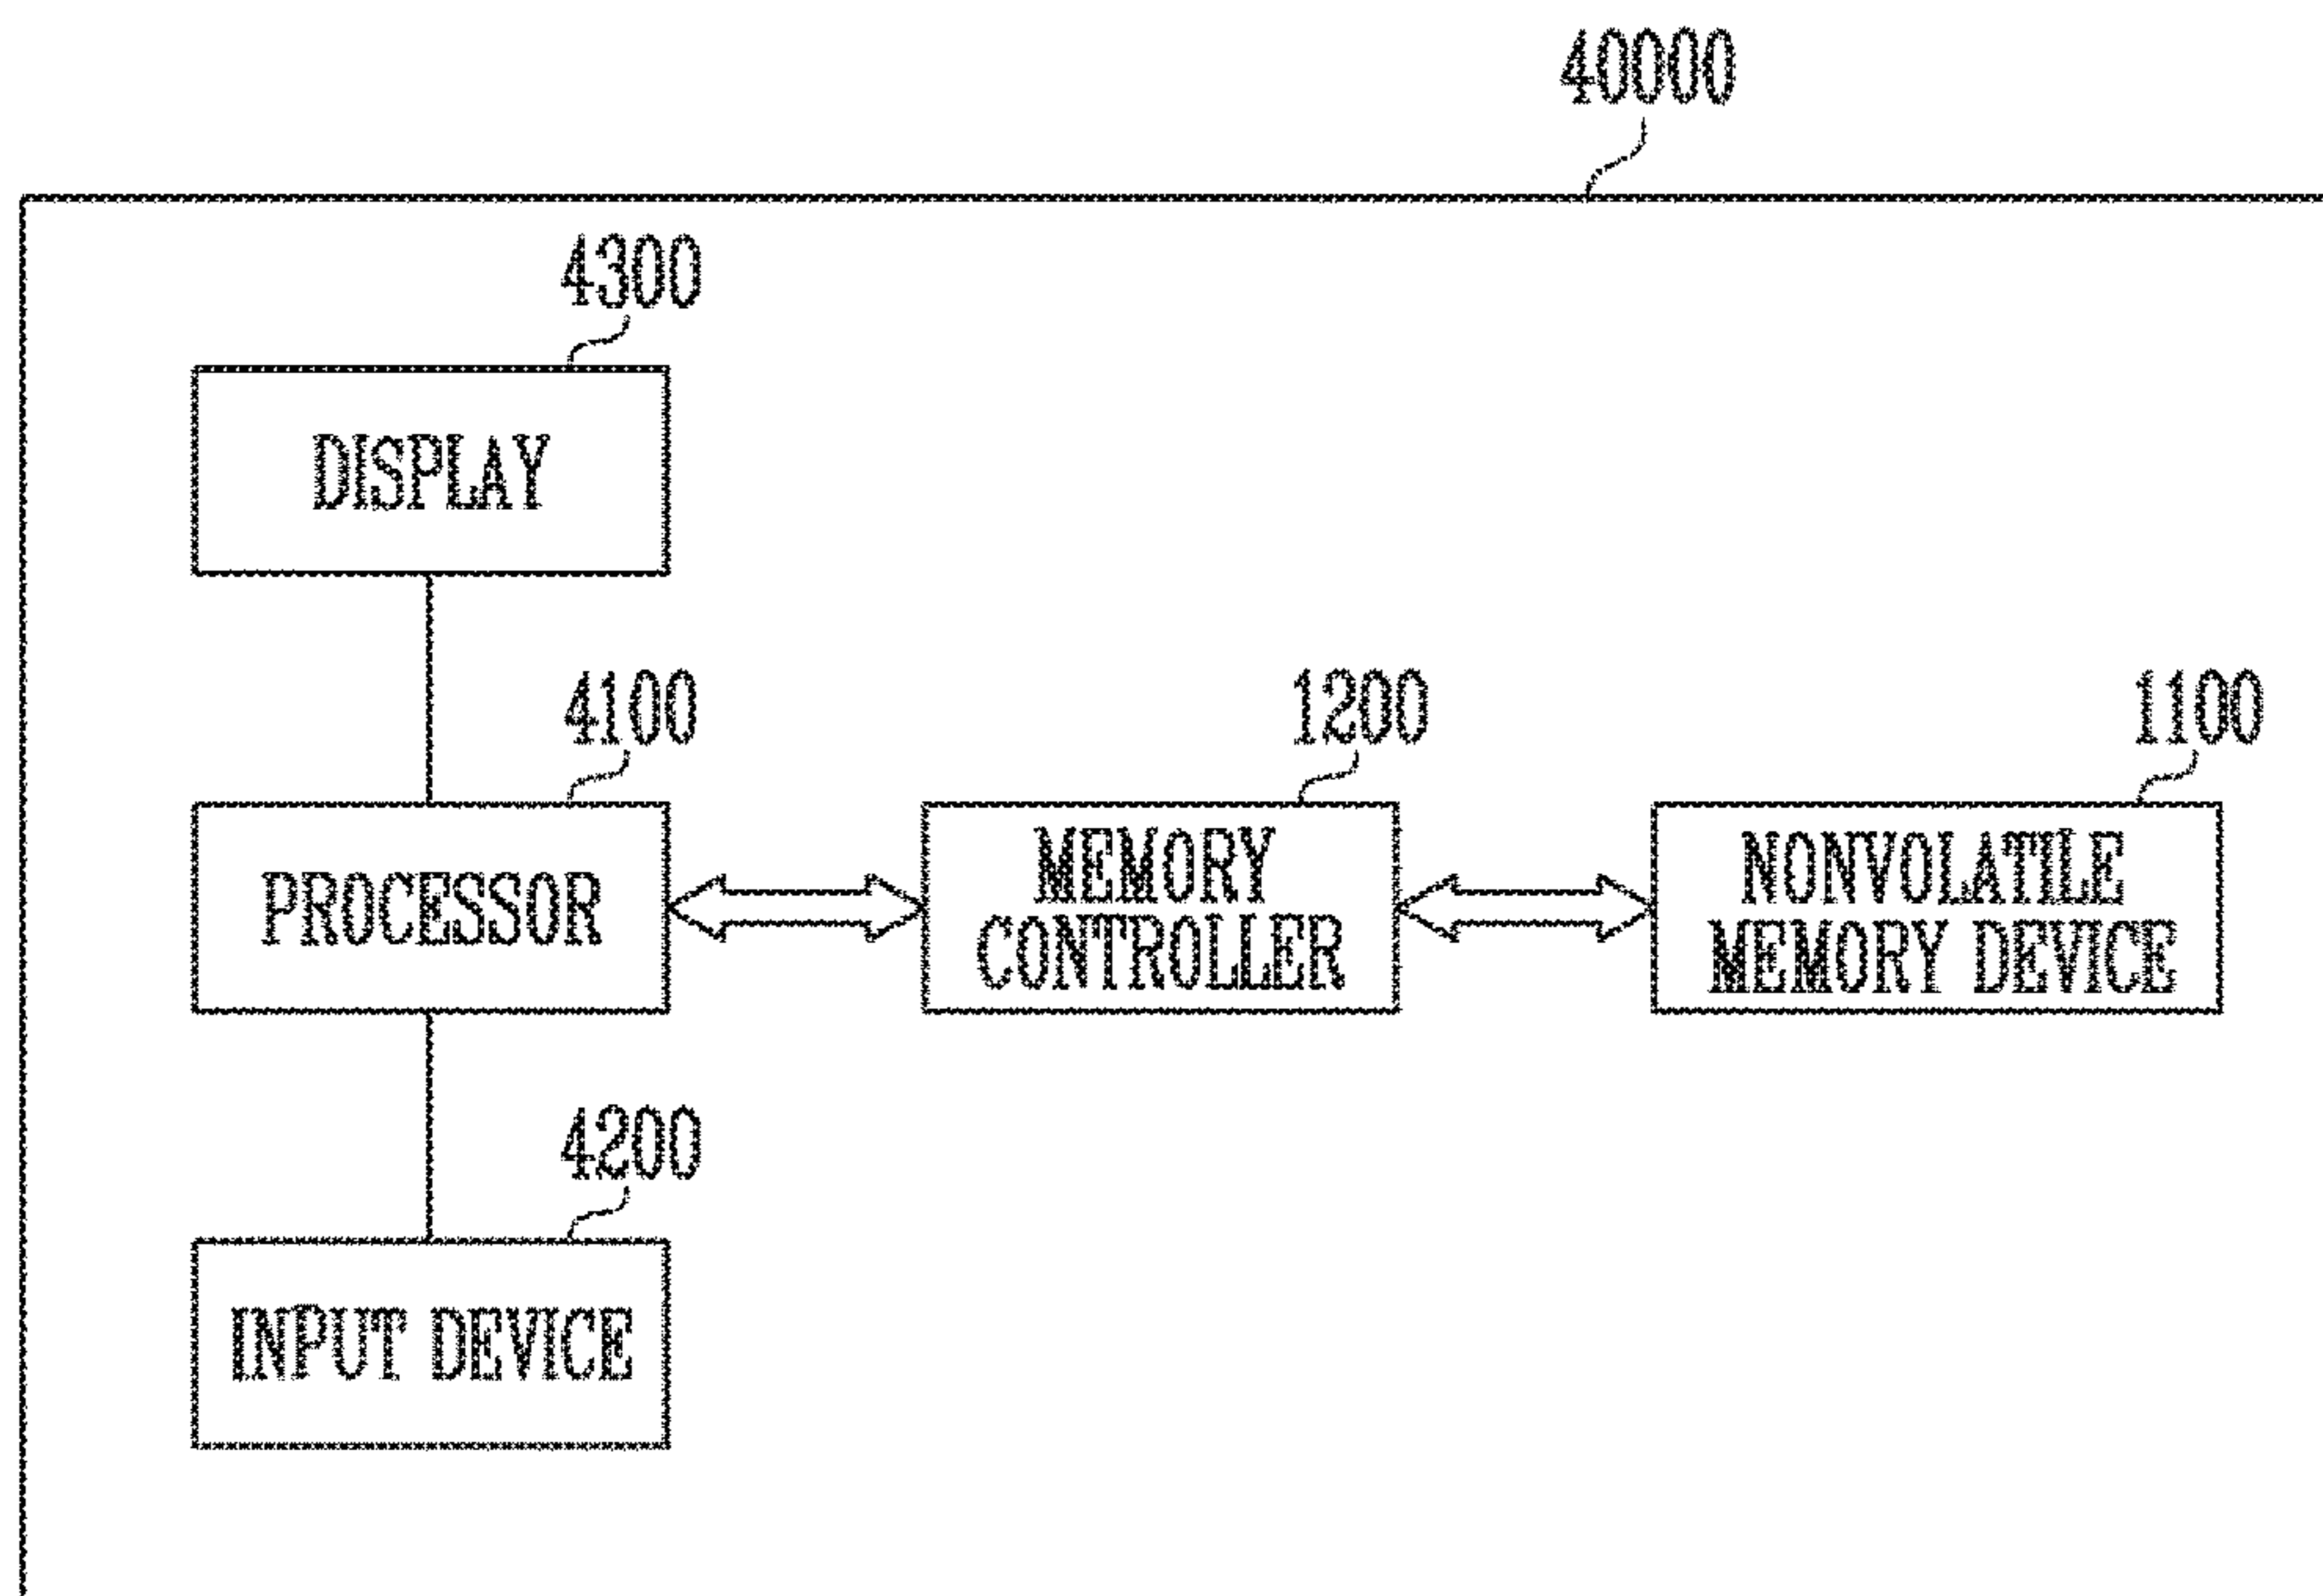 40000
4300
DISPLAY
4100
PROCESSOR
1200
MEMORY
CONTROLLER
1100
NONVOLATILE
MEMORY DEVICE
4200
INPUT DEVICE